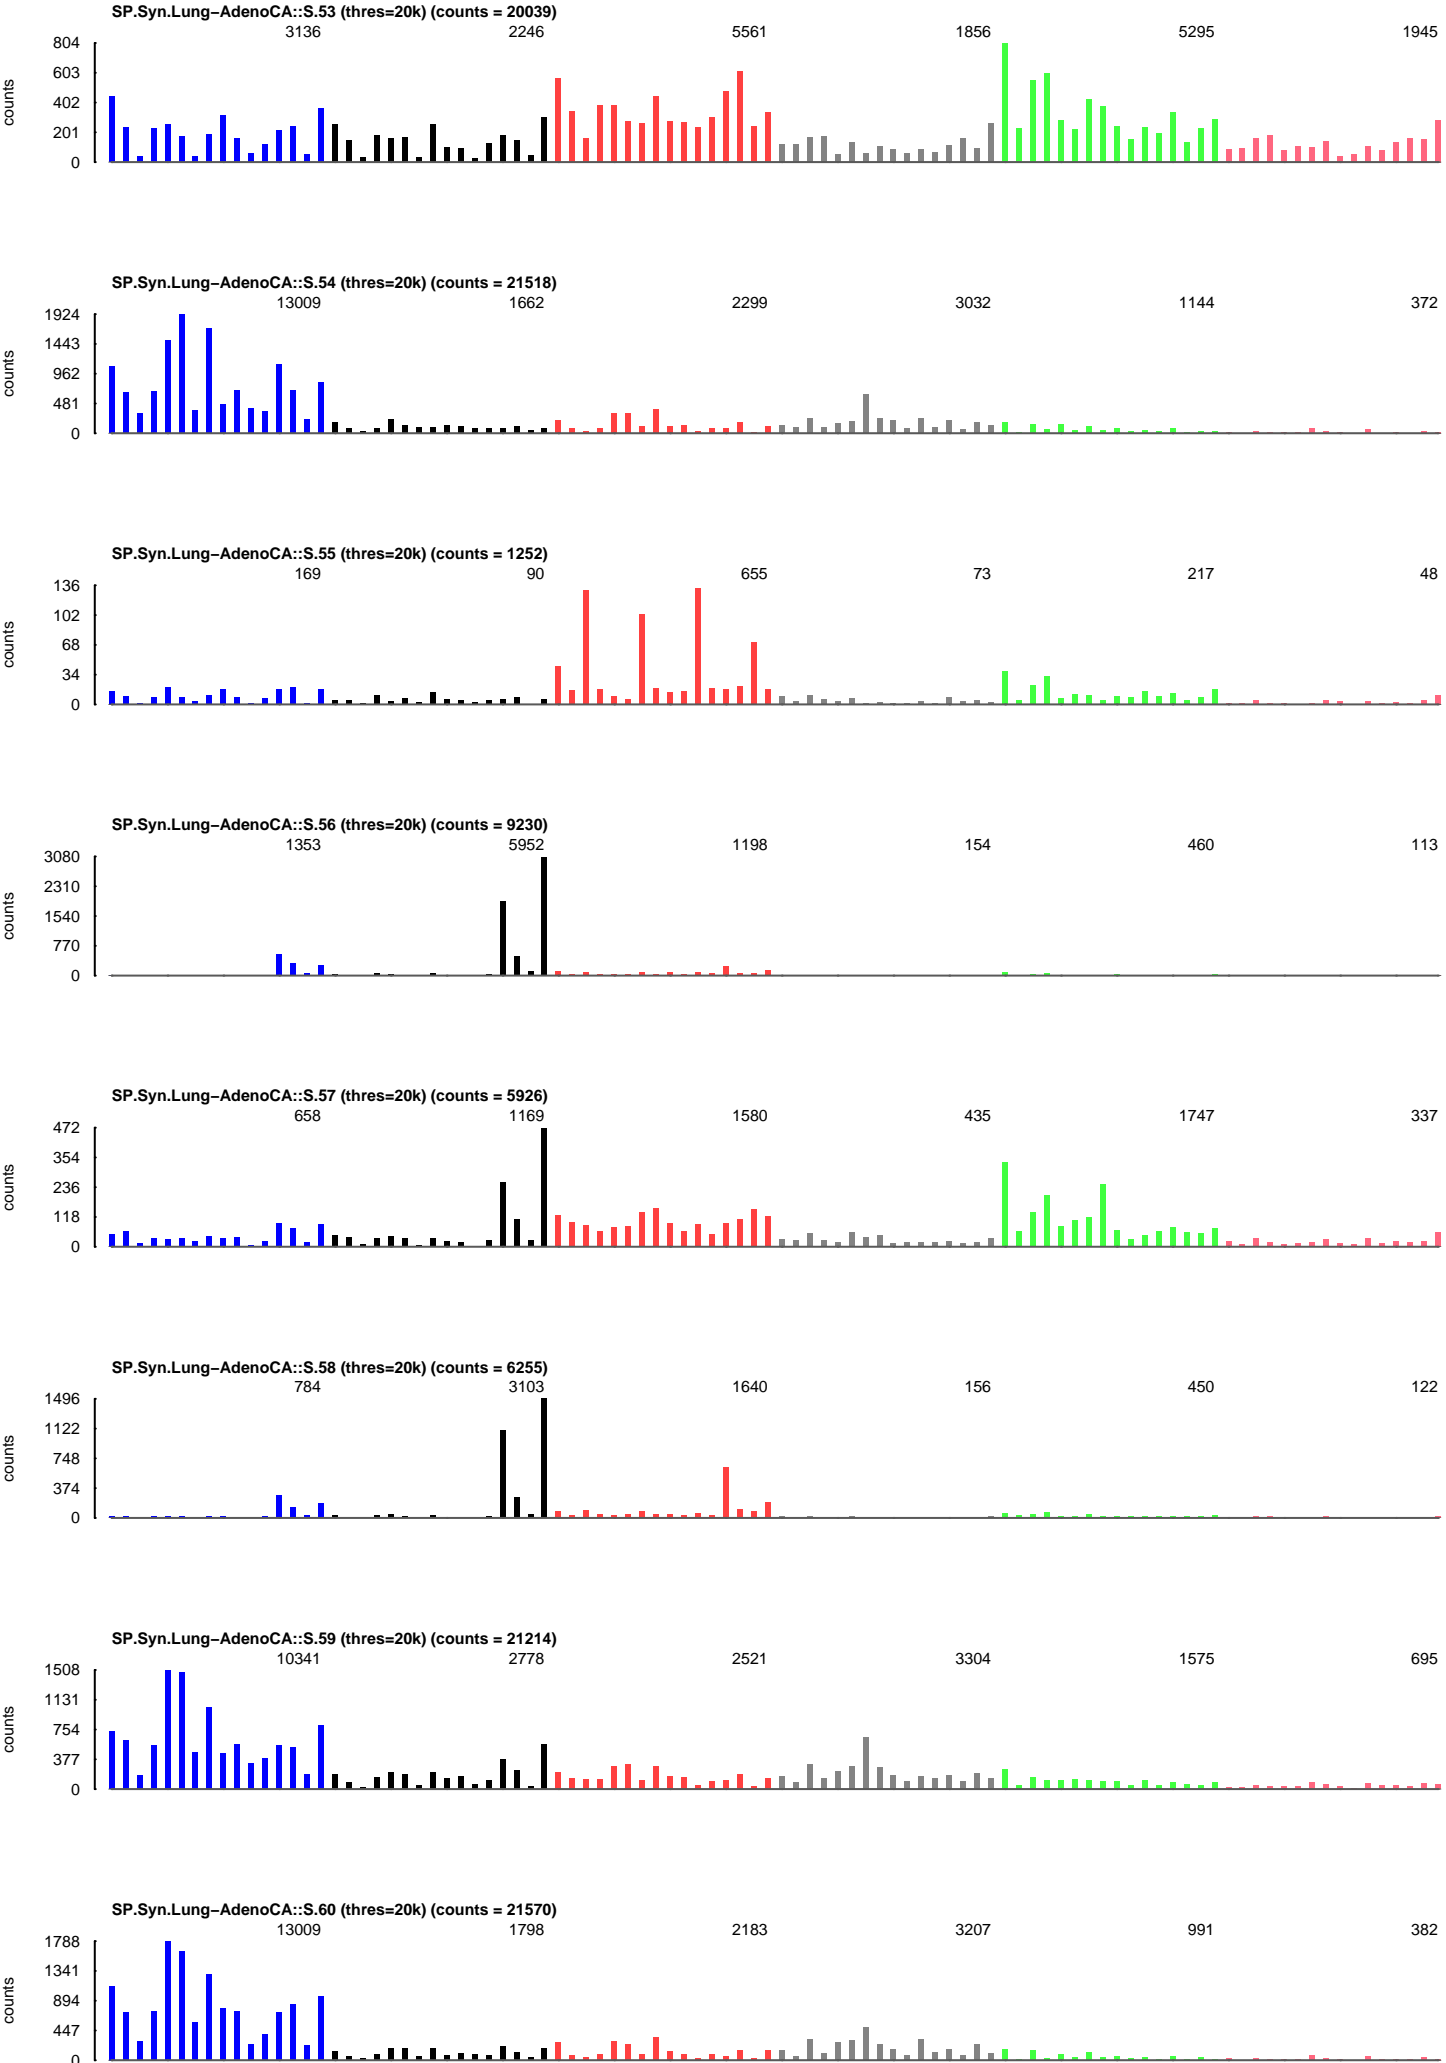 SP.Syn.Lung−AdenoCA::S.53 (thres=20k) (counts = 20039)
3136 2246 5561 1856 5295 1945
804
603
402
201
0
counts
SP.Syn.Lung−AdenoCA::S.54 (thres=20k) (counts = 21518)
13009 1662 2299 3032 1144 372
1924
1443
962
481
0
counts
SP.Syn.Lung−AdenoCA::S.55 (thres=20k) (counts = 1252)
169 90 655 73 217 48
136
102
68
34
0
counts
SP.Syn.Lung−AdenoCA::S.56 (thres=20k) (counts = 9230)
1353 5952 1198 154 460 113
3080
2310
1540
770
0
counts
SP.Syn.Lung−AdenoCA::S.57 (thres=20k) (counts = 5926)
658 1169 1580 435 1747 337
472
354
236
118
0
counts
SP.Syn.Lung−AdenoCA::S.58 (thres=20k) (counts = 6255)
784 3103 1640 156 450 122
1496
1122
748
374
0
counts
SP.Syn.Lung−AdenoCA::S.59 (thres=20k) (counts = 21214)
10341 2778 2521 3304 1575 695
1508
1131
754
377
0
counts
SP.Syn.Lung−AdenoCA::S.60 (thres=20k) (counts = 21570)
13009 1798 2183 3207 991 382
1788
1341
894
447
0
counts